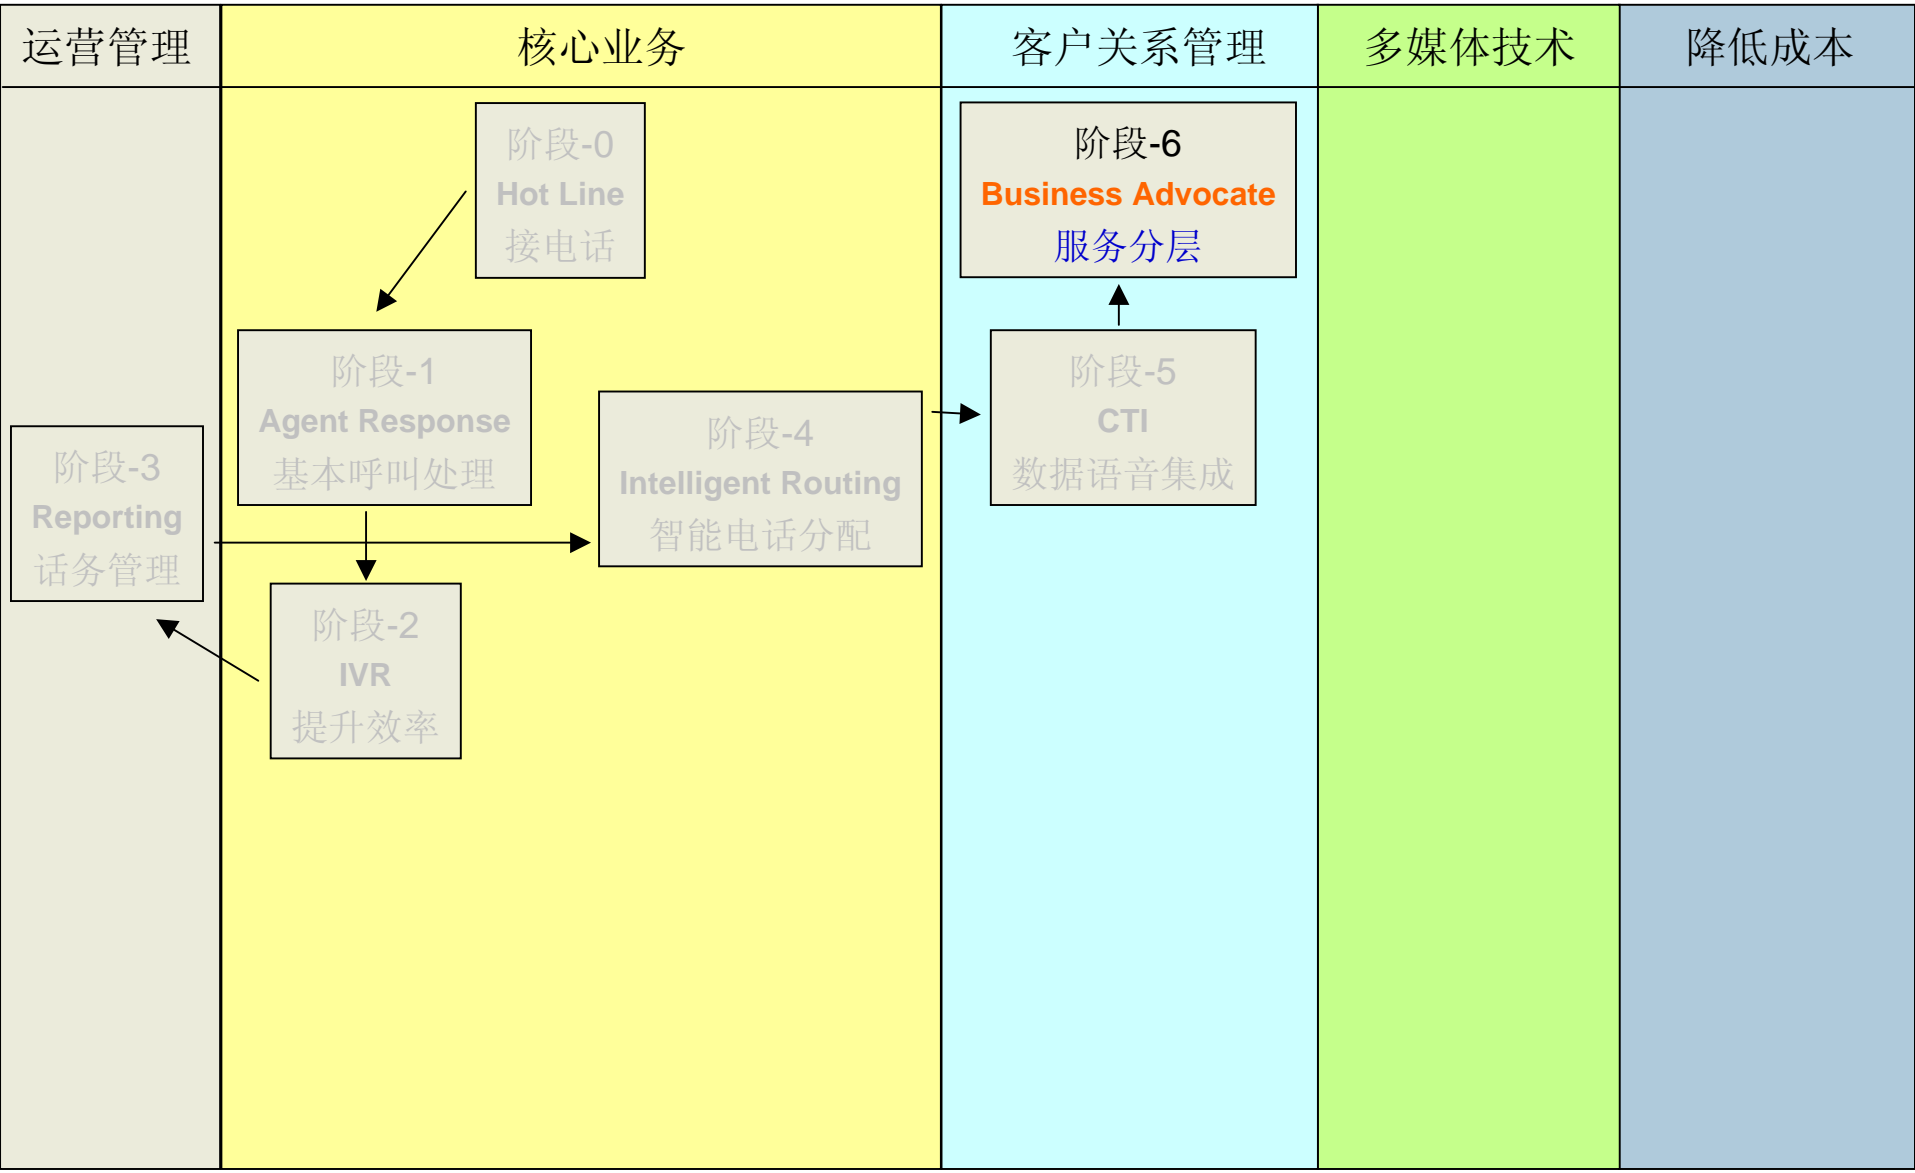 运营管理
核心业务
客户关系管理
多媒体技术
降低成本
阶段-0
Hot Line
接电话
阶段-1
Agent Response
基本呼叫处理
阶段-2
IVR
提升效率
阶段-3
Reporting
话务管理
阶段-4
Intelligent Routing
智能电话分配
阶段-5
CTI
数据语音集成
阶段-6
Business Advocate
服务分层